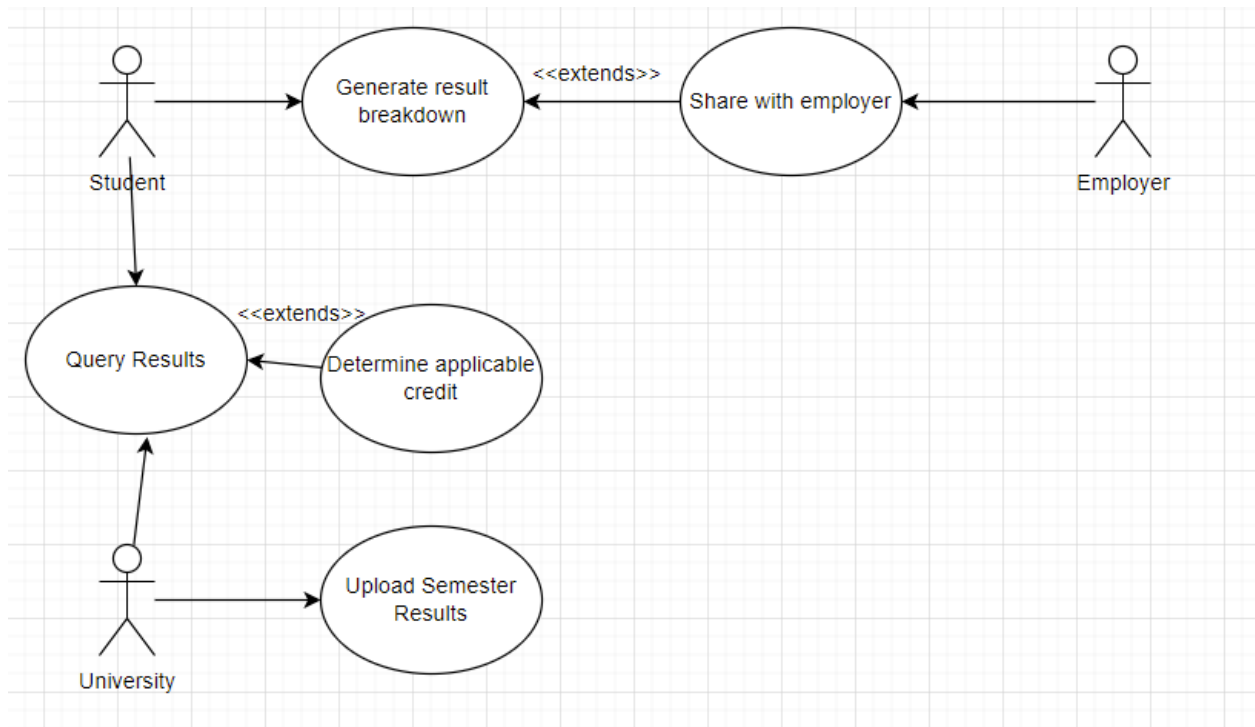 <<extends>>
Generate result
breakdown
Share with employer
Student
Employer
<<extends>>
Query Results
Determine applicable
credit
Upload Semester
Results
University